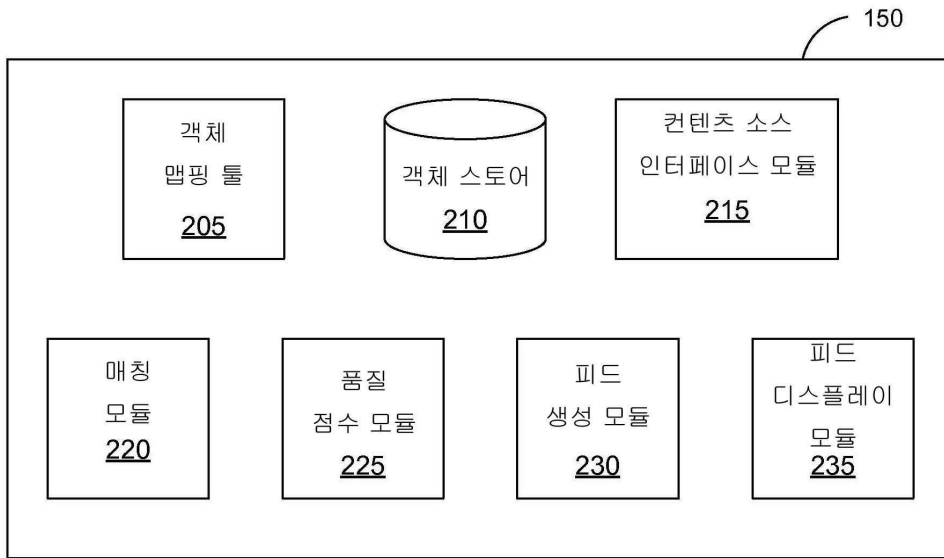 150
객체
맵핑 툴
205
객체 스토어
210
컨텐츠 소스
인터페이스 모듈
215
매칭
모듈
220
품질
점수 모듈
225
피드
생성 모듈
230
피드
디스플레이
모듈
235